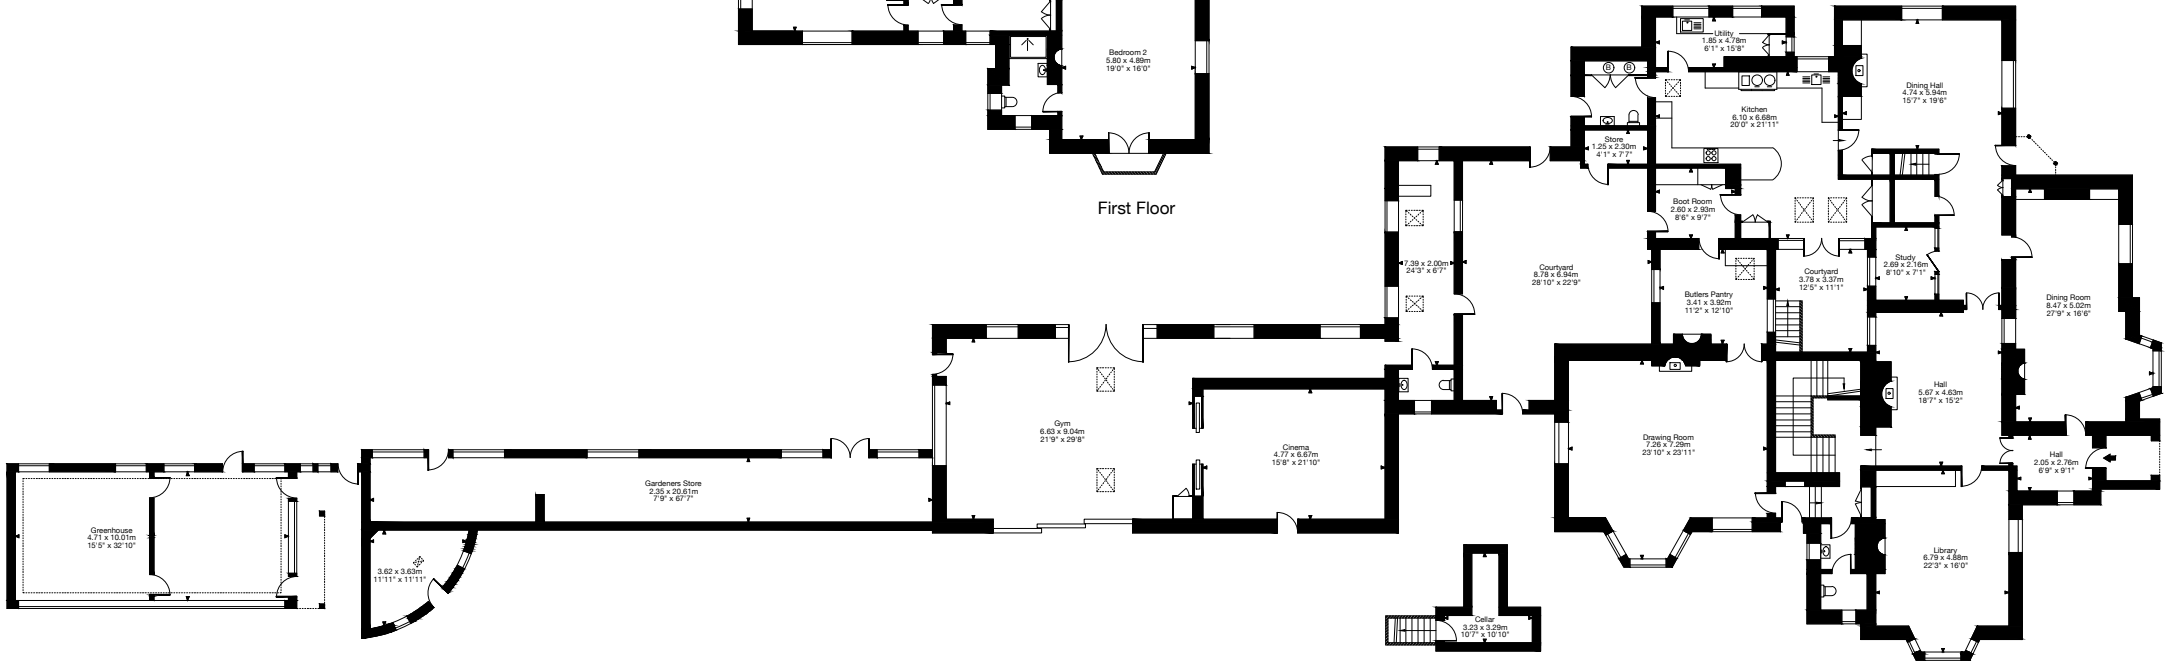 Bedroom 2
5.80 x 4.89m
19'0" x 16'0"
First Floor
Utility
1.85 x 4.78m
6'1" x 15'8"
B
B
Dining Hall
4.74 x 5.94m
15'7" x 19'6"
Kitchen
6.10 x 6.68m
20'0" x 21'11"
Store
1.25 x 2.30m
4'1" x 7'7"
Boot Room
2.60 x 2.93m
8'6" x 9'7"
7.39 x 2.00m
24'3" x 6'7"
Courtyard
8.78 x 6.94m
28'10" x 22'9"
Butlers Pantry
3.41 x 3.92m
11'2" x 12'10"
Courtyard
3.78 x 3.37m
12'5" x 11'1"
Study
2.69 x 2.16m
8'10" x 7'1"
Dining Room
8.47 x 5.02m
27'9" x 16'6"
Hall
5.67 x 4.63m
18'7" x 15'2"
Gym
6.63 x 9.04m
21'9" x 29'8"
Cinema
4.77 x 6.67m
15'8" x 21'10"
Drawing Room
7.26 x 7.29m
23'10" x 23'11"
Hall
2.05 x 2.76m
6'9" x 9'1"
Gardeners Store
2.35 x 20.61m
7'9" x 67'7"
Greenhouse
4.71 x 10.01m
15'5" x 32'10"
3.62 x 3.63m
11'11" x 11'11"
Library
6.79 x 4.88m
22'3" x 16'0"
Cellar
3.23 x 3.29m
10'7" x 10'10"